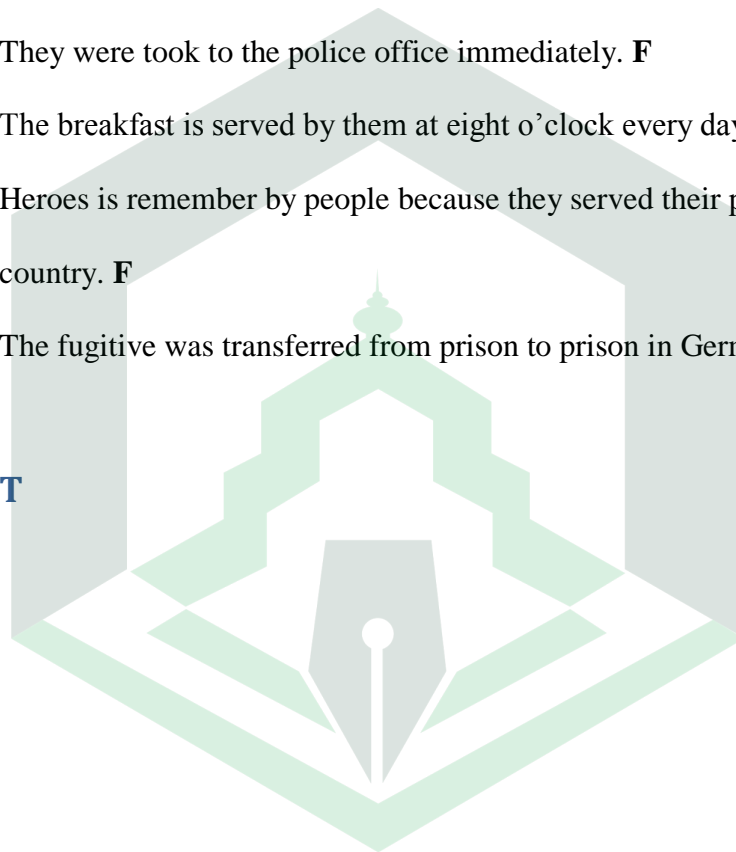 They were took to the police office immediately. F
The breakfast is served by them at eight o’clock every day
Heroes is remember by people because they served their
country. F
The fugitive was transferred from prison to prison in
T